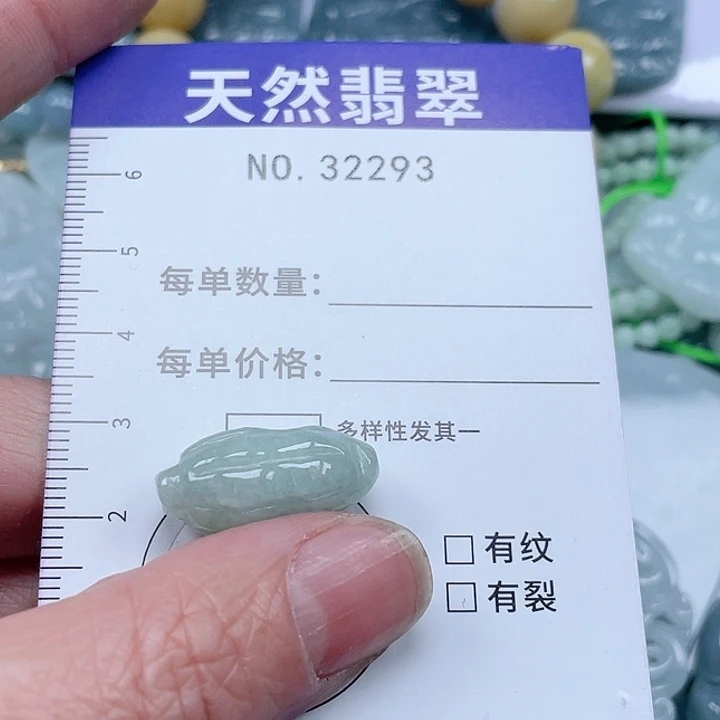 天然翡翠
NO. 32293
6
每单数量:
5
每单价格:
4
3
多样性发其一
2
□ 有纹
□ 有裂